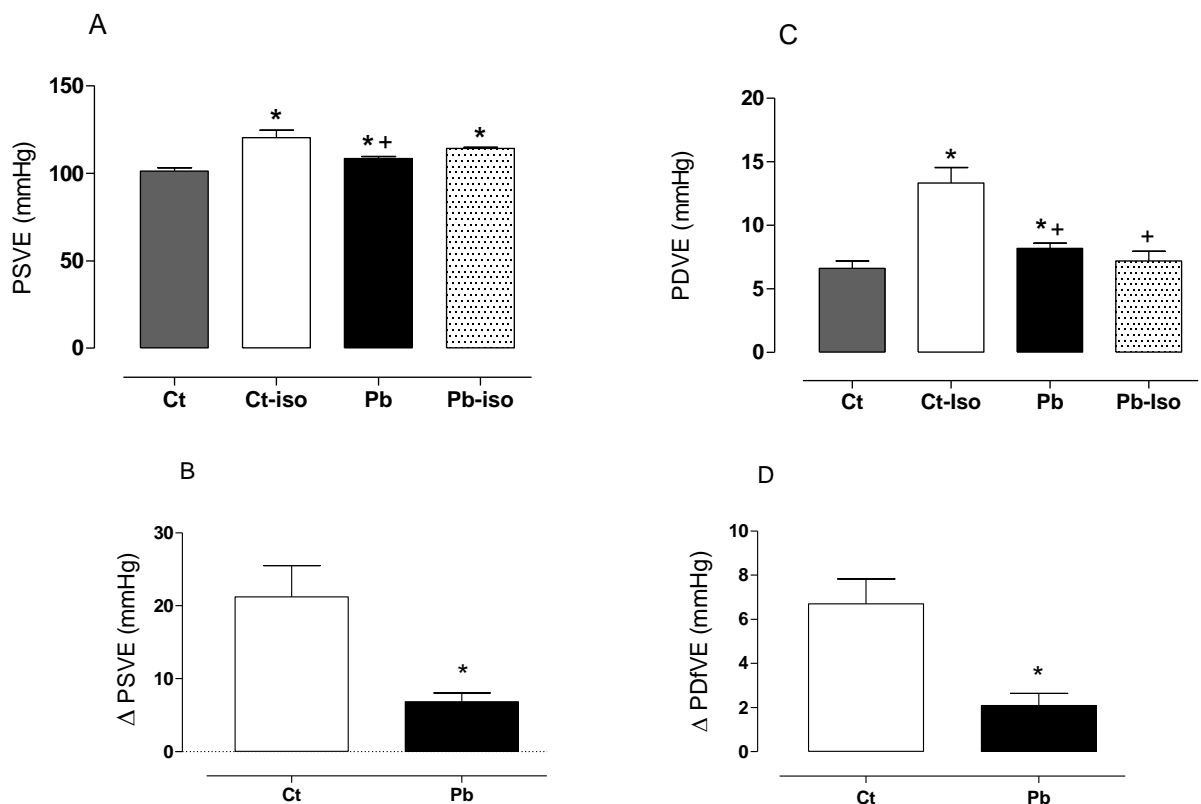 A
PSVE (mmHg)
150
100
50
0
*
* +
*
Ct Ct-iso Pb Pb-iso
C
PDVE (mmHg)
20
15
10
5
0
*
* +
+
Ct Ct-Iso Pb Pb-Iso
B
Δ PSVE (mmHg)
30
20
10
0
*
Ct Pb
D
Δ PDfVE (mmHg)
10
8
6
4
2
0
*
Ct Pb